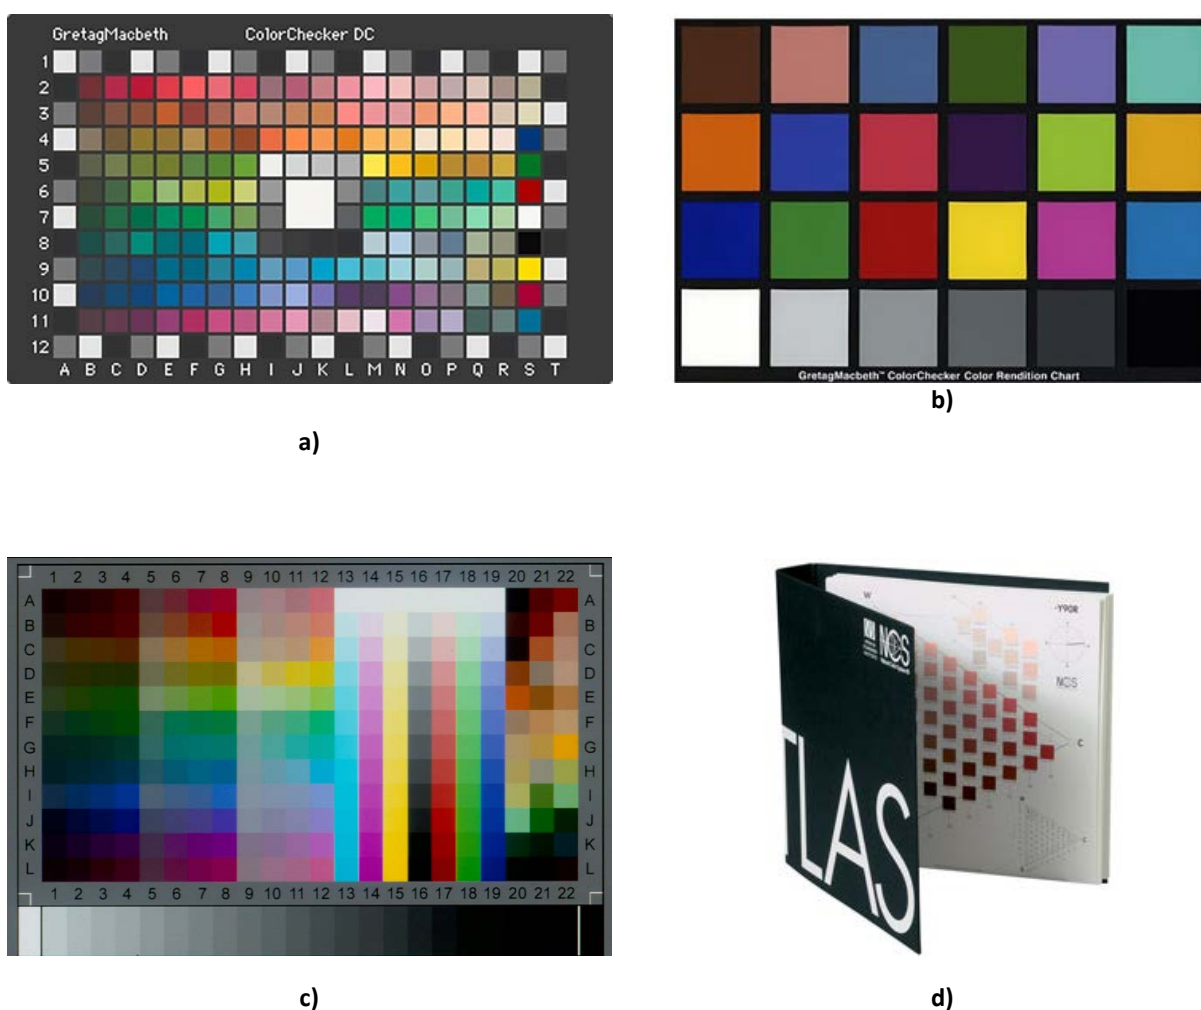 GretagMacbeth ColorChecker DC
1
2
3
4
5
6
7
8
9
10
11
12
A B C D E F G H I J K L M N O P Q R S T
a)
GretagMacbeth™ ColorChecker Color Rendition Chart
b)
1 2 3 4 5 6 7 8 9 10 11 12 13 14 15 16 17 18 19 20 21 22
A A
B B
C C
D D
E E
F F
G G
H H
I I
J J
K K
L L
1 2 3 4 5 6 7 8 9 10 11 12 13 14 15 16 17 18 19 20 21 22
c)
W
-Y90R
NCS
NCS
C
TLAS
d)